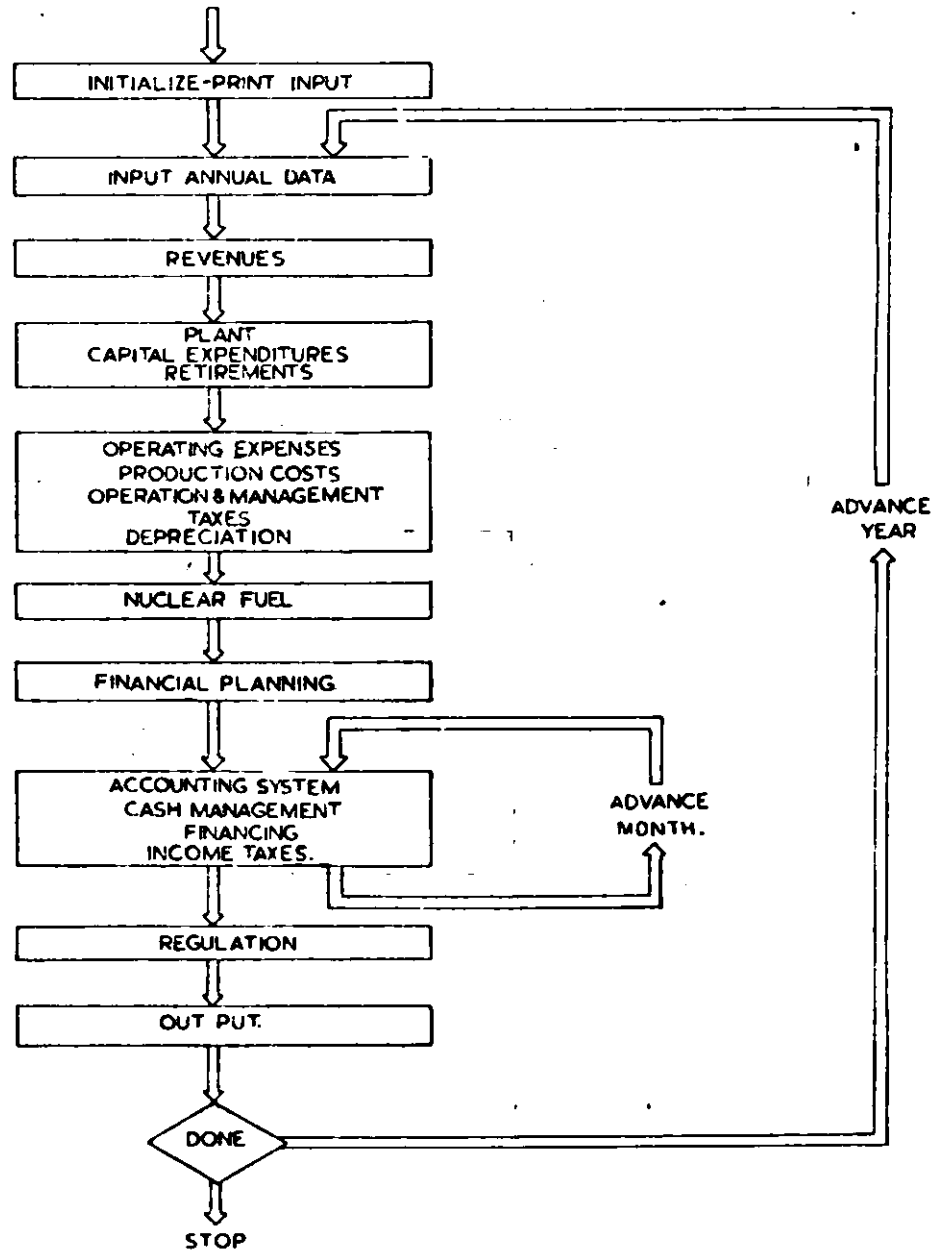 INITIALIZE-PRINT INPUT
INPUT ANNUAL DATA
REVENUES
PLANT
CAPITAL EXPENDITURES
RETIREMENTS
OPERATING EXPENSES
PRODUCTION COSTS
OPERATION & MANAGEMENT
TAXES
DEPRECIATION
NUCLEAR FUEL
FINANCIAL PLANNING
ACCOUNTING SYSTEM
CASH MANAGEMENT
FINANCING
INCOME TAXES.
ADVANCE
MONTH.
ADVANCE
YEAR
REGULATION
OUT PUT.
DONE
STOP